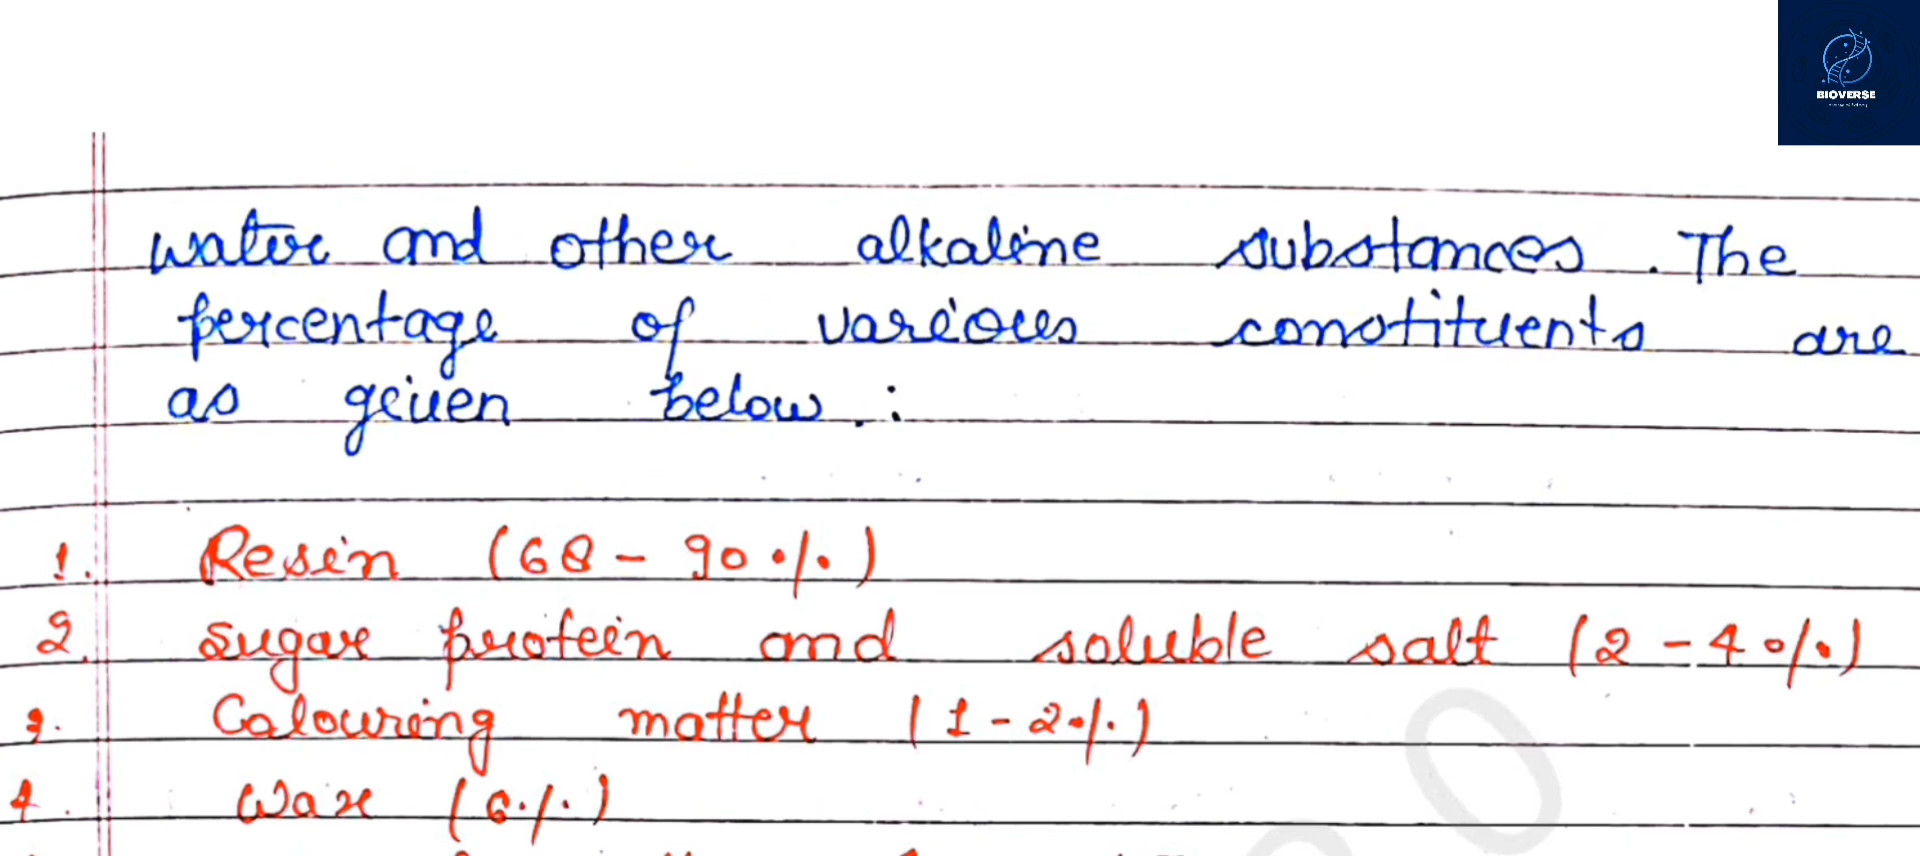 BIOVERSE
water and other alkaline substances. The
percentage of various constituents are
as given below :
1. Resin (68 - 90%)
2. Sugar protein and soluble salt (2 - 4%)
3. Colouring matter (1 - 2%)
4. Wax (6%)